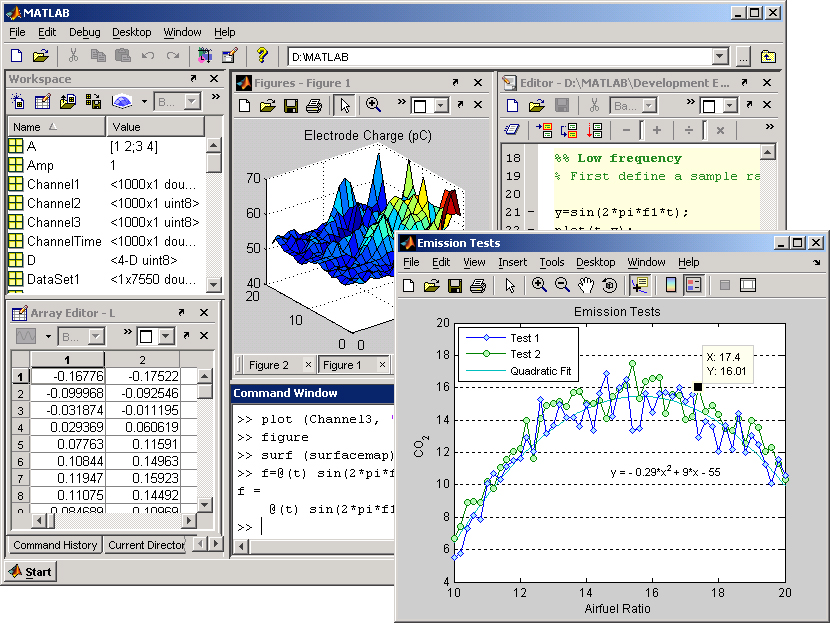 MATLAB
File Edit Debug Desktop Window Help
D:\MATLAB
Workspace
B...
Name Value
A [1 2;3 4]
Amp 1
Channel1 <1000x1 dou...
Channel2 <1000x1 uint8>
Channel3 <1000x1 uint8>
ChannelTime <1000x1 dou...
D <4-D uint8>
DataSet1 <1x7550 dou...
Array Editor - L
B...
1 2
1 -0.16776 -0.17522
2 -0.099968 -0.092546
3 -0.031874 -0.011195
4 0.029369 0.060619
5 0.07763 0.11591
6 0.10844 0.14963
7 0.11947 0.15923
8 0.11075 0.14492
9 0.084689 0.10969
Command History Current Director
Start
Figures - Figure 1
Electrode Charge (pC)
70
60
50
40
20
10
0 0
Figure 2 Figure 1
Command Window
>> plot (Channel3,
>> figure
>> surf (surfacemap)
>> f=@(t) sin(2*pi*f
f =
@(t) sin(2*pi*f1
>>
Editor - D:\MATLAB\Development E...
Ba...
18 %% Low frequency
19 % First define a sample ra
20
21 - y=sin(2*pi*f1*t);
22 - plot(t,y);
Emission Tests
File Edit View Insert Tools Desktop Window Help
Emission Tests
Test 1
Test 2
Quadratic Fit
X: 17.4
Y: 16.01
y = - 0.29*x² + 9*x - 55
CO₂
20
18
16
14
12
10
8
6
4
10 12 14 16 18 20
Airfuel Ratio